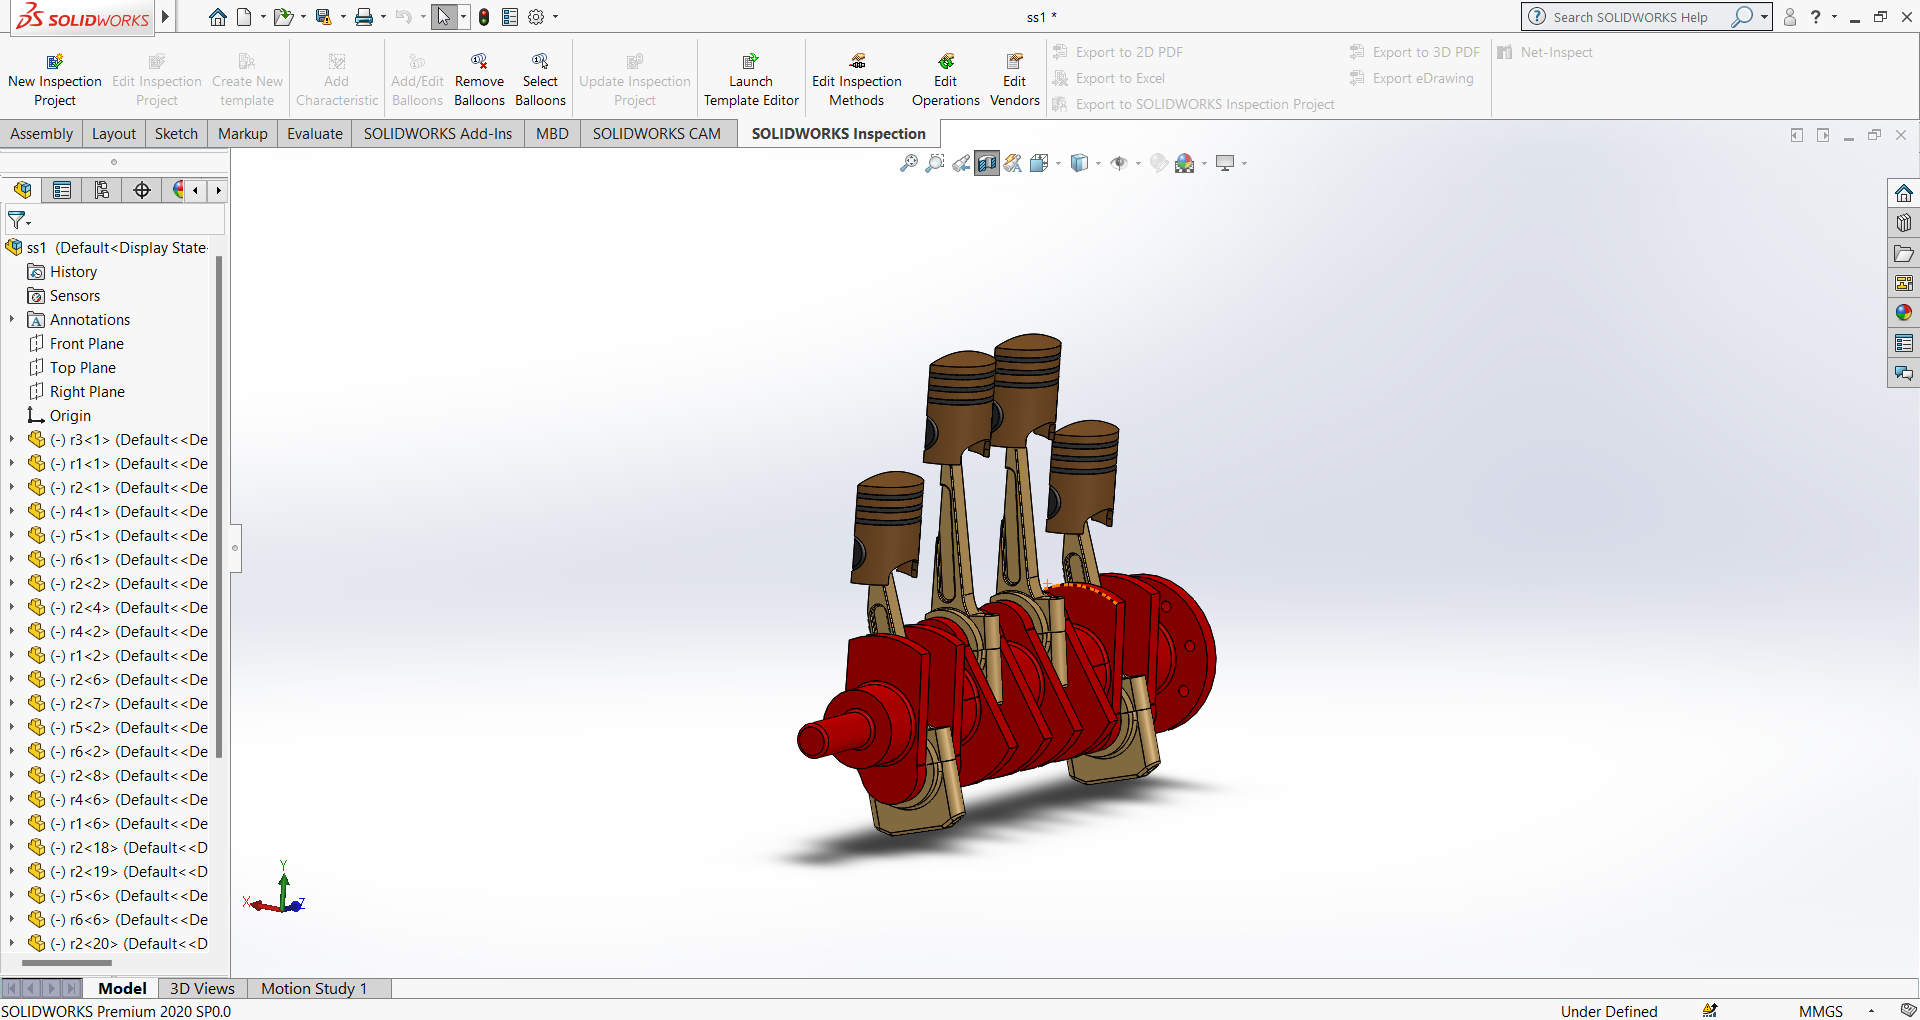 SOLIDWORKS
ss1 *
Search SOLIDWORKS Help
New Inspection Project
Edit Inspection Project
Create New template
Add Characteristic
Add/Edit Balloons
Remove Balloons
Select Balloons
Update Inspection Project
Launch Template Editor
Edit Inspection Methods
Edit Operations
Edit Vendors
Export to 2D PDF
Export to Excel
Export to SOLIDWORKS Inspection Project
Export to 3D PDF
Export eDrawing
Net-Inspect
Assembly
Layout
Sketch
Markup
Evaluate
SOLIDWORKS Add-Ins
MBD
SOLIDWORKS CAM
SOLIDWORKS Inspection
ss1 (Default<Display State-
History
Sensors
Annotations
Front Plane
Top Plane
Right Plane
Origin
(-) r3<1> (Default<<De
(-) r1<1> (Default<<De
(-) r2<1> (Default<<De
(-) r4<1> (Default<<De
(-) r5<1> (Default<<De
(-) r6<1> (Default<<De
(-) r2<2> (Default<<De
(-) r2<4> (Default<<De
(-) r4<2> (Default<<De
(-) r1<2> (Default<<De
(-) r2<6> (Default<<De
(-) r2<7> (Default<<De
(-) r5<2> (Default<<De
(-) r6<2> (Default<<De
(-) r2<8> (Default<<De
(-) r4<6> (Default<<De
(-) r1<6> (Default<<De
(-) r2<18> (Default<<D
(-) r2<19> (Default<<D
(-) r5<6> (Default<<De
(-) r6<6> (Default<<De
(-) r2<20> (Default<<D
Y
X
Z
Model
3D Views
Motion Study 1
SOLIDWORKS Premium 2020 SP0.0
Under Defined
MMGS